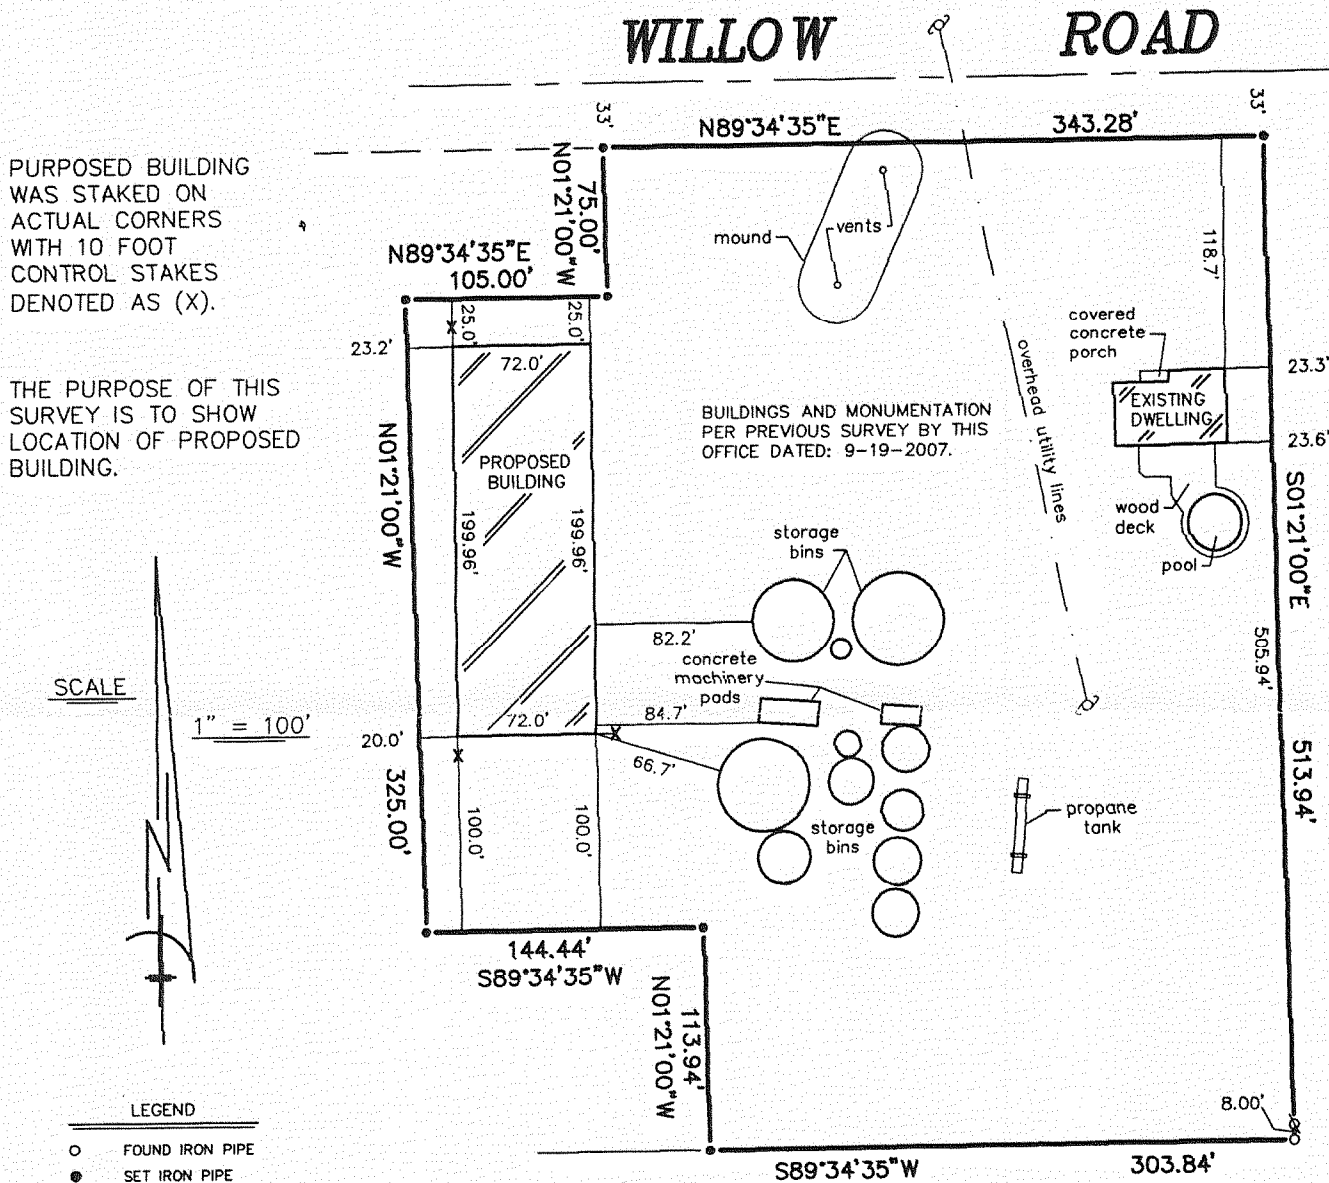 WILLOW ROAD
33'
33'
N89°34'35"E 343.28'
PURPOSED BUILDING
WAS STAKED ON
ACTUAL CORNERS
WITH 10 FOOT
CONTROL STAKES
DENOTED AS (X).
N01°21'00"W
75.00'
N89°34'35"E
105.00'
mound
vents
118.7'
covered
concrete
porch
25.0'
25.0'
23.2'
72.0'
23.3'
THE PURPOSE OF THIS
SURVEY IS TO SHOW
LOCATION OF PROPOSED
BUILDING.
overhead utility lines
EXISTING
DWELLING
BUILDINGS AND MONUMENTATION
PER PREVIOUS SURVEY BY THIS
OFFICE DATED: 9-19-2007.
23.6'
N01°21'00"W
PROPOSED
BUILDING
199.96'
199.96'
wood
deck
pool
S01°21'00"E
storage
bins
82.2'
concrete
machinery
pads
505.94'
SCALE
1" = 100'
84.7'
72.0'
20.0'
X
X
X
66.7'
325.00'
513.94'
100.0'
100.0'
storage
bins
propane
tank
144.44'
S89°34'35"W
N01°21'00"W
113.94'
N
8.00'
LEGEND
FOUND IRON PIPE
SET IRON PIPE
S89°34'35"W 303.84'